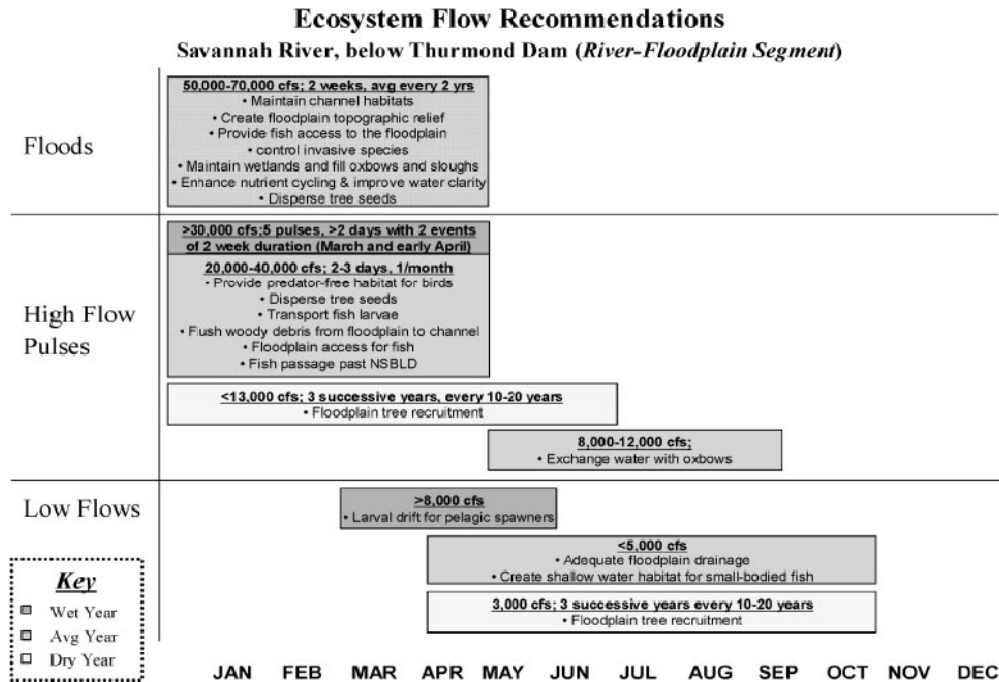 Ecosystem Flow Recommendations
Savannah River, below Thurmond Dam (River-Floodplain Segment)
Floods
50,000-70,000 cfs; 2 weeks, avg every 2 yrs
• Maintain channel habitats
• Create floodplain topographic relief
• Provide fish access to the floodplain
• control invasive species
• Maintain wetlands and fill oxbows and sloughs
• Enhance nutrient cycling & improve water clarity
• Disperse tree seeds
High Flow
Pulses
>30,000 cfs;5 pulses, >2 days with 2 events
of 2 week duration (March and early April)
20,000-40,000 cfs; 2-3 days, 1/month
• Provide predator-free habitat for birds
• Disperse tree seeds
• Transport fish larvae
• Flush woody debris from floodplain to channel
• Floodplain access for fish
• Fish passage past NSBLD
<13,000 cfs; 3 successive years, every 10-20 years
• Floodplain tree recruitment
8,000-12,000 cfs;
• Exchange water with oxbows
Low Flows
>8,000 cfs
• Larval drift for pelagic spawners
<5,000 cfs
• Adequate floodplain drainage
• Create shallow water habitat for small-bodied fish
3,000 cfs; 3 successive years every 10-20 years
• Floodplain tree recruitment
Key
Wet Year
Avg Year
Dry Year
JAN FEB MAR APR MAY JUN JUL AUG SEP OCT NOV DEC